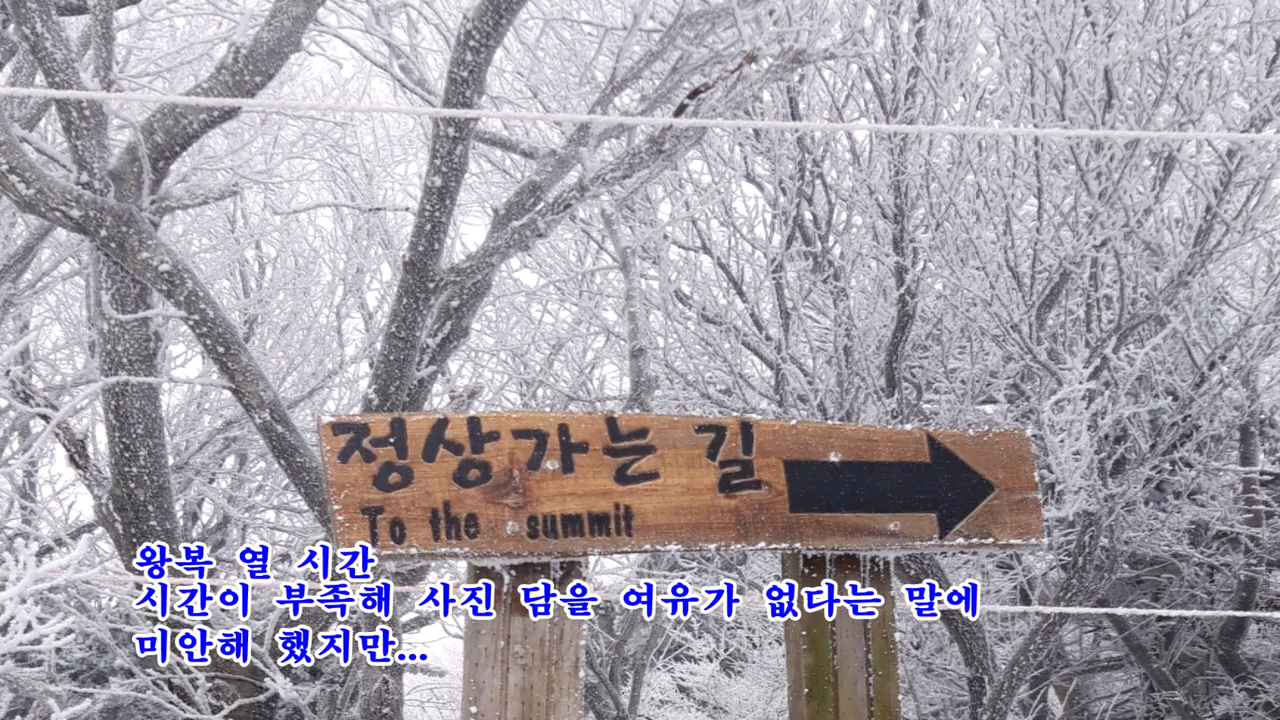 정상가는 길
To the summit
왕복 열 시간
시간이 부족해 사진 담을 여유가 없다는 말에
미안해 했지만...